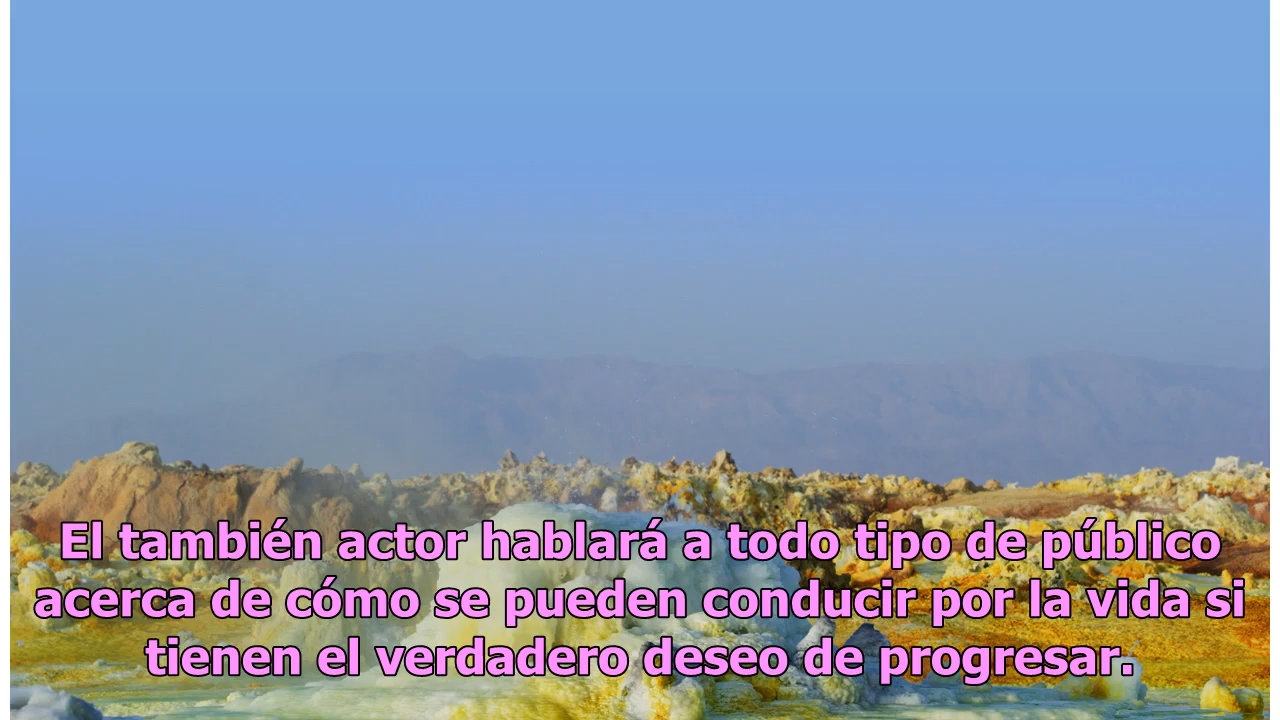 El también actor hablará a todo tipo de público
acerca de cómo se pueden conducir por la vida si
tienen el verdadero deseo de progresar.